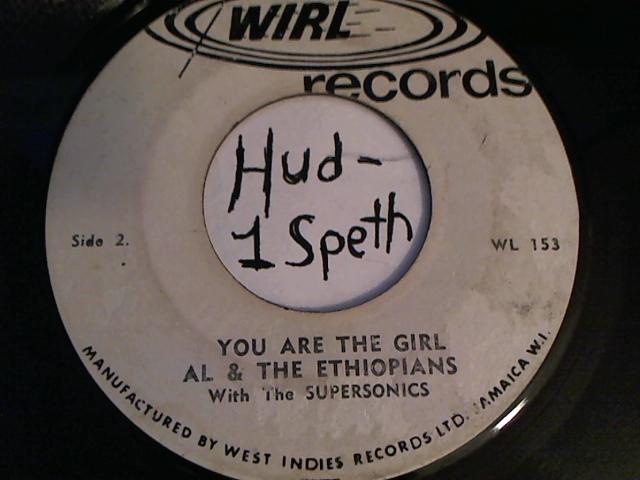 WIRL
records
Hud-
1 Speth
Side 2.
WL 153
YOU ARE THE GIRL
AL & THE ETHIOPIANS
With The SUPERSONICS
MANUFACTURED BY WEST INDIES RECORDS LTD. JAMAICA W.I.